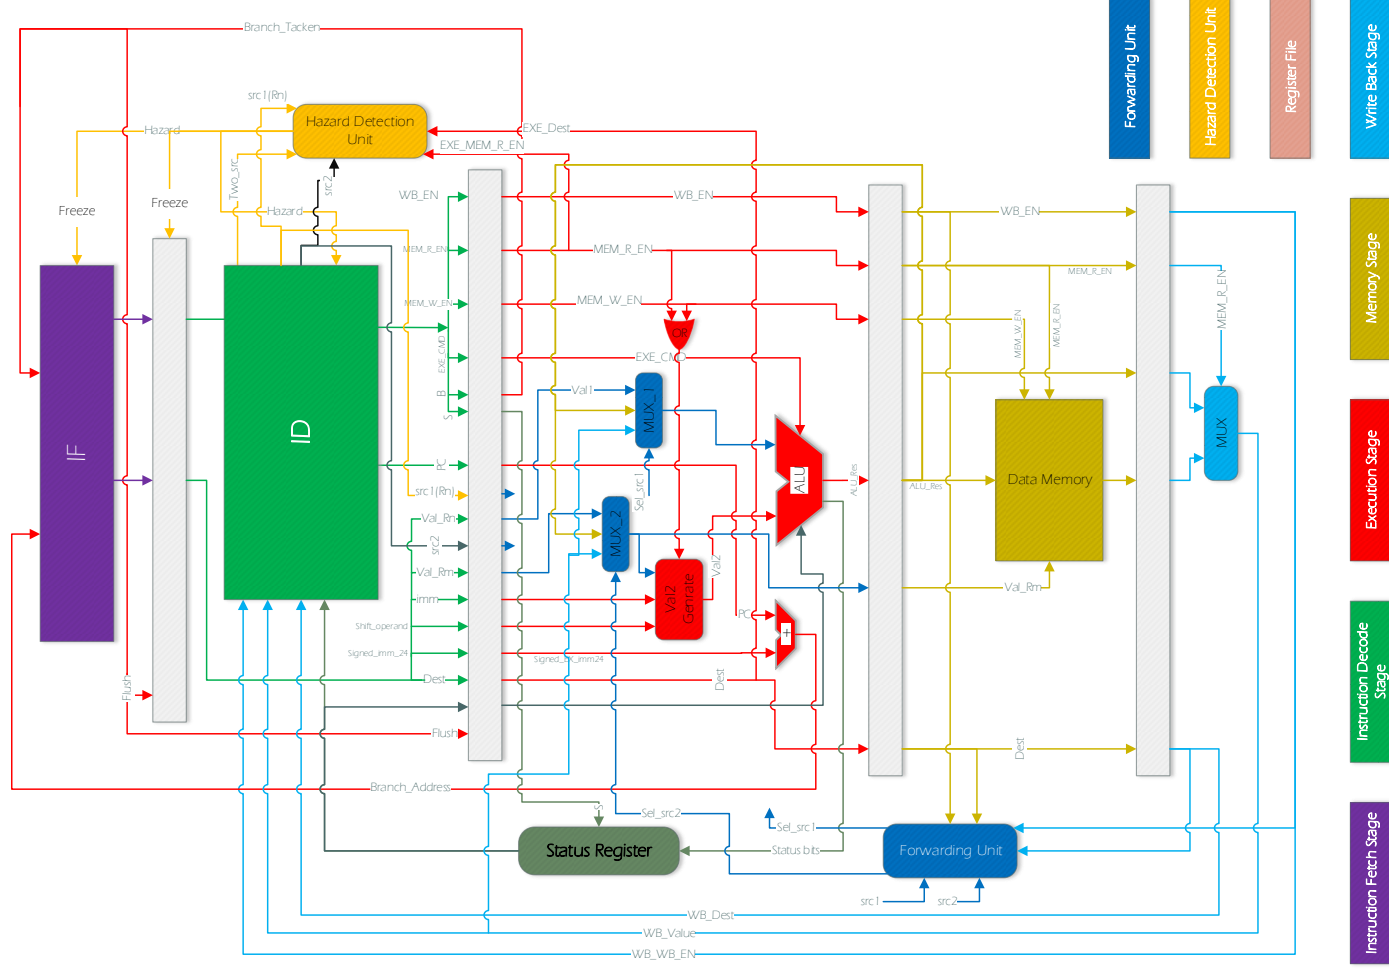 Branch_Tacken
Forwarding Unit
Hazard Detection Unit
Register File
Write Back Stage
src1(Rn)
Hazard Detection
Unit
Hazard
EXE_Dest
EXE_MEM_R_EN
Two_src
src2
Freeze
Freeze
Hazard
WB_EN
WB_EN
WB_EN
MEM_R_EN
MEM_R_EN
MEM_R_EN
MEM_R_EN
MEM_W_EN
MEM_W_EN
MEM_W_EN
MEM_R_EN
Memory Stage
OR
EXE_CMD
EXE_CMD
B
S
Val1
MUX_1
IF
ID
PC
src1(Rn)
Sel_src1
ALU
ALU_Res
ALU_Res
Data Memory
MUX
Execution Stage
Val_Rn
src2
MUX_2
Val_Rm
Val2
Genrate
Val2
Val_Rm
imm
Shift_operand
PC
+
Signed_imm_24
Signed_EX_imm24
Dest
Dest
Flush
Flush
Dest
Instruction Decode
Stage
Branch_Address
S
Sel_src2
Sel_src1
Status Register
Status bits
Forwarding Unit
src1
src2
WB_Dest
WB_Value
WB_WB_EN
Instruction Fetch Stage